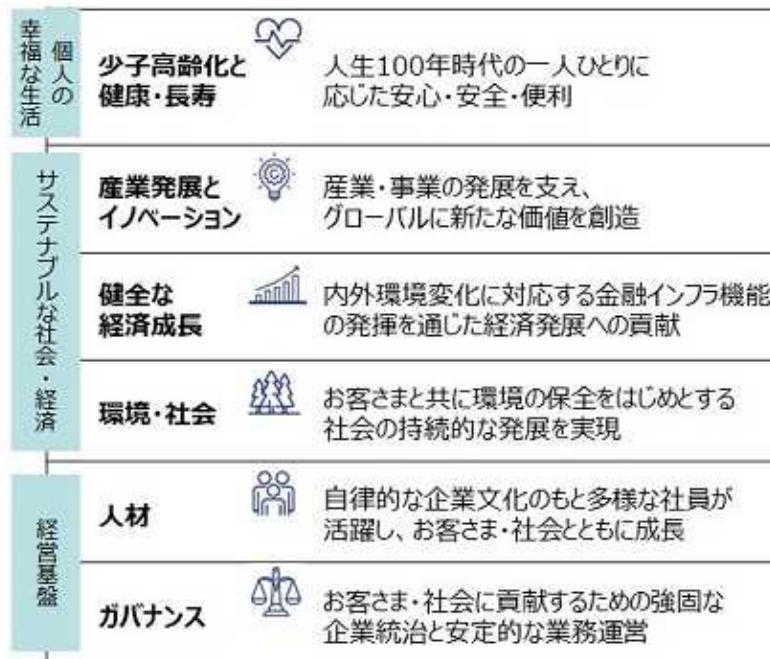 個人の
幸福な生活
少子高齢化と
健康・長寿
人生100年時代の一人ひとりに
応じた安心・安全・便利
サステナブルな社会・経済
産業発展と
イノベーション
産業・事業の発展を支え、
グローバルに新たな価値を創造
健全な
経済成長
内外環境変化に対応する金融インフラ機能
の発揮を通じた経済発展への貢献
環境・社会
お客さまと共に環境の保全をはじめとする
社会の持続的な発展を実現
経営基盤
人材
自律的な企業文化のもと多様な社員が
活躍し、お客さま・社会とともに成長
ガバナンス
お客さま・社会に貢献するための強固な
企業統治と安定的な業務運営